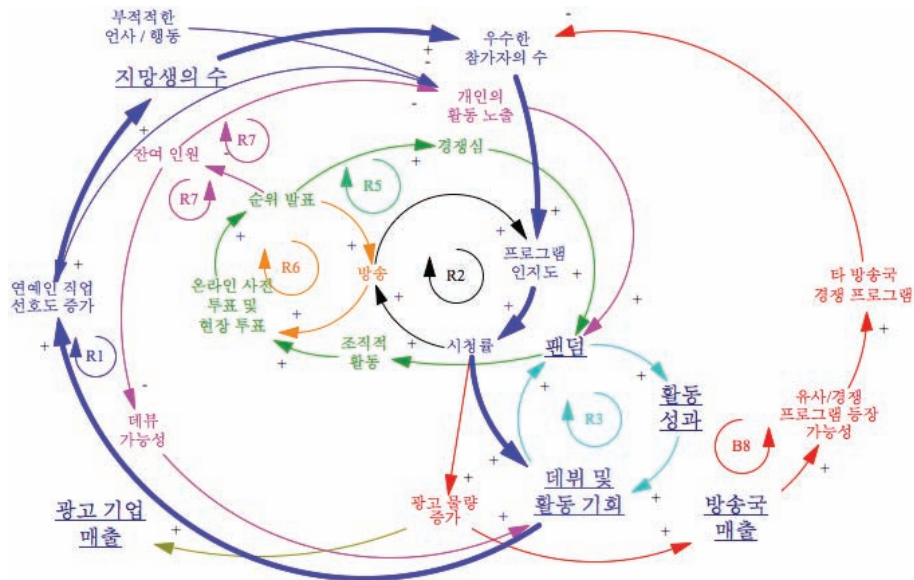 부적적한
언사 / 행동
지망생의 수
우수한
참가자의 수
개인의
활동 노출
경쟁심
잔여 인원
R7
R7
R5
순위 발표
R6
방송
R2
프로그램
인지도
타 방송국
경쟁 프로그램
연예인 직업
선호도 증가
온라인 사전
투표 및
현장 투표
R1
조직적
활동
시청률
팬덤
R3
활동
성과
유사/경쟁
프로그램 등장
가능성
B8
데뷰
가능성
데뷔 및
활동 기회
광고 기업
매출
광고 물량
증가
방송국
매출